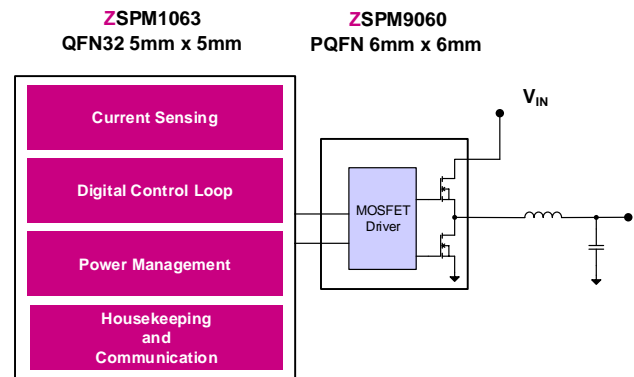 ZSPM1063
QFN32 5mm x 5mm
ZSPM9060
PQFN 6mm x 6mm
Current Sensing
Digital Control Loop
Power Management
Housekeeping
and
Communication
MOSFET
Driver
VIN